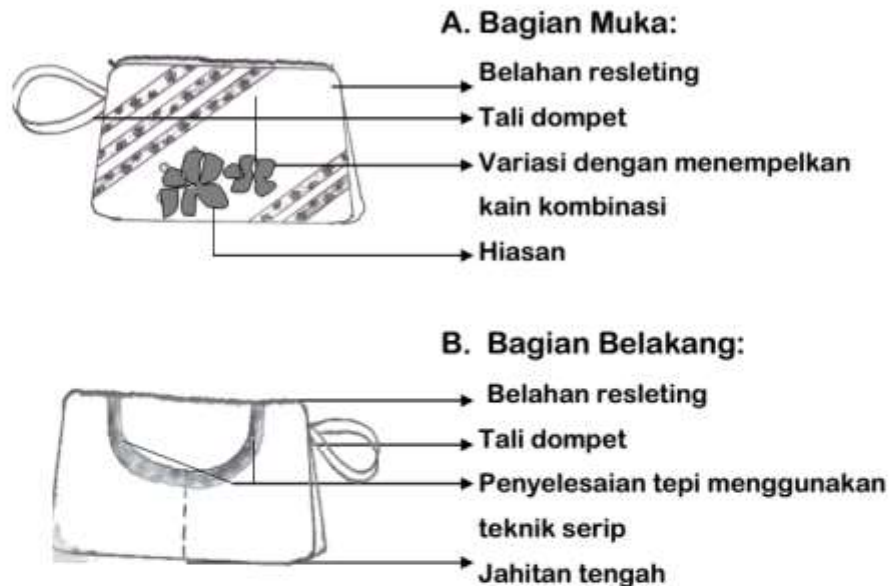 A. Bagian Muka:
Belahan resleting
Tali dompet
Variasi dengan menempelkan
kain kombinasi
Hiasan
B. Bagian Belakang:
Belahan resleting
Tali dompet
Penyelesaian tepi menggunakan
teknik serip
Jahitan tengah